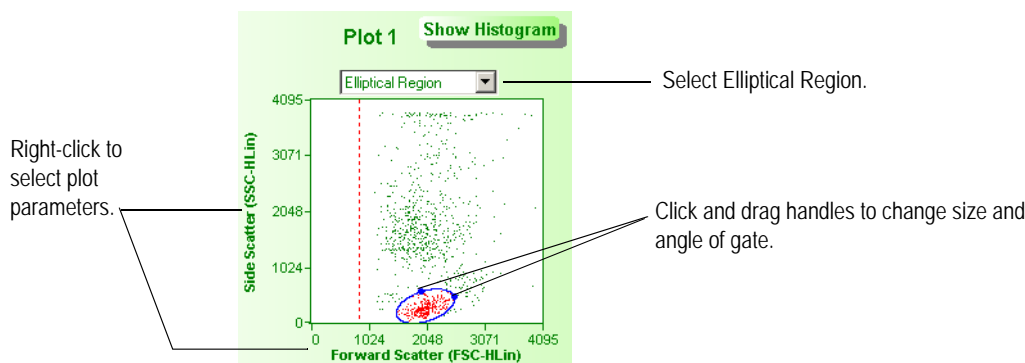 Plot 1
Show Histogram
Elliptical Region
Select Elliptical Region.
4095
3071
2048
1024
0
Side Scatter (SSC-HLin)
Right-click to
select plot
parameters.
Click and drag handles to change size and
angle of gate.
0
1024
2048
3071
4095
Forward Scatter (FSC-HLin)